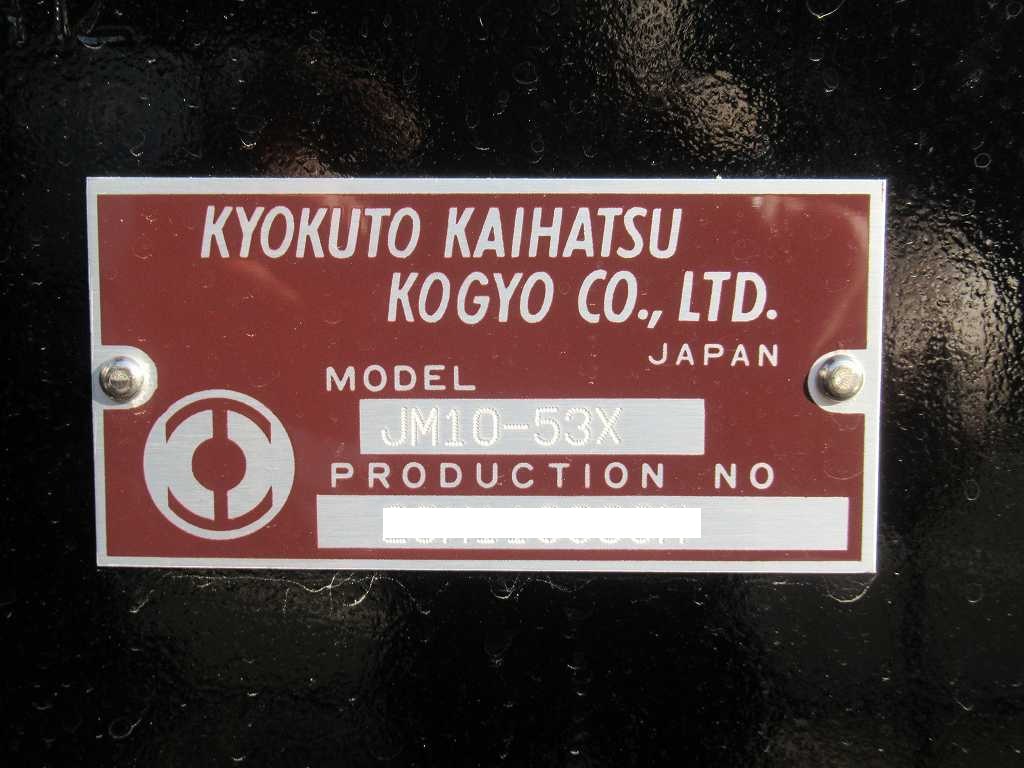 KYOKUTO KAIHATSU
KOGYO CO., LTD.
JAPAN
MODEL
JM10-53X
PRODUCTION NO